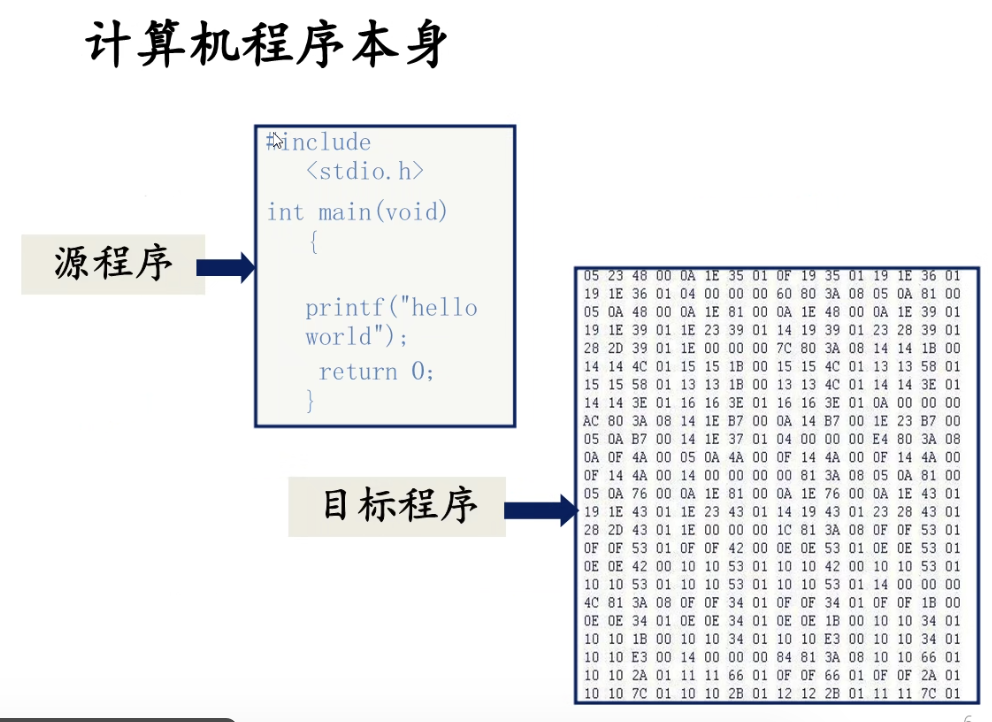 计算机程序本身
#include
<stdio.h>
int main(void)
{
源程序
printf("hello
world");
return 0;
}
目标程序
05 23 48 00 0A 1E 35 01 0F 19 35 01 19 1E 36 01
19 1E 36 01 04 00 00 00 60 80 3A 08 05 0A 81 00
05 0A 48 00 0A 1E 81 00 0A 1E 48 00 0A 1E 39 01
19 1E 39 01 1E 23 39 01 14 19 39 01 23 28 39 01
28 2D 39 01 1E 00 00 00 7C 80 3A 08 14 14 1B 00
14 14 4C 01 15 15 1B 00 15 15 4C 01 13 13 58 01
15 15 58 01 13 13 1B 00 13 13 4C 01 14 14 3E 01
14 14 3E 01 16 16 3E 01 16 16 3E 01 0A 00 00 00
AC 80 3A 08 14 1E B7 00 0A 14 B7 00 1E 23 B7 00
05 0A B7 00 14 1E 37 01 04 00 00 00 E4 80 3A 08
0A 0F 4A 00 05 0A 4A 00 0F 14 4A 00 0F 14 4A 00
0F 14 4A 00 14 00 00 00 00 81 3A 08 05 0A 81 00
05 0A 76 00 0A 1E 81 00 0A 1E 76 00 0A 1E 43 01
19 1E 43 01 1E 23 43 01 14 19 43 01 23 28 43 01
28 2D 43 01 1E 00 00 00 1C 81 3A 08 0F 0F 53 01
0F 0F 53 01 0F 0F 42 00 0E 0E 53 01 0E 0E 53 01
0E 0E 42 00 10 10 53 01 10 10 42 00 10 10 53 01
10 10 53 01 10 10 53 01 10 10 53 01 14 00 00 00
4C 81 3A 08 0F 0F 34 01 0F 0F 34 01 0F 0F 1B 00
0E 0E 34 01 0E 0E 34 01 0E 0E 1B 00 10 10 34 01
10 10 1B 00 10 10 34 01 10 10 E3 00 10 10 34 01
10 10 E3 00 14 00 00 00 84 81 3A 08 10 10 66 01
10 10 2A 01 11 11 66 01 0F 0F 66 01 0F 0F 2A 01
10 10 7C 01 10 10 2B 01 12 12 2B 01 11 11 7C 01